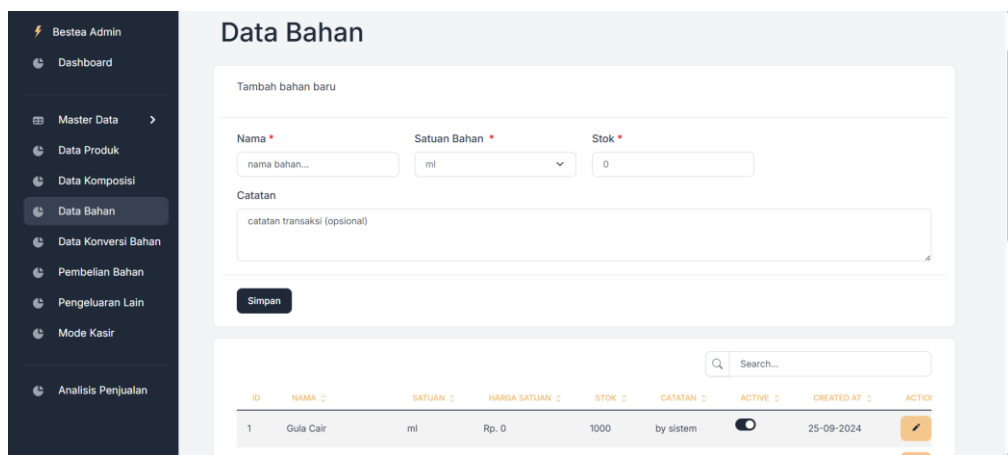 Bestea Admin
Dashboard
Master Data
Data Produk
Data Komposisi
Data Bahan
Data Konversi Bahan
Pembelian Bahan
Pengeluaran Lain
Mode Kasir
Analisis Penjualan
Data Bahan
Tambah bahan baru
Nama * Satuan Bahan * Stok *
nama bahan... ml 0
Catatan
catatan transaksi (opsional)
Simpan
Search...
ID NAMA SATUAN HARGA SATUAN STOK CATATAN ACTIVE CREATED AT ACTIO
1 Gula Cair ml Rp. 0 1000 by sistem 25-09-2024